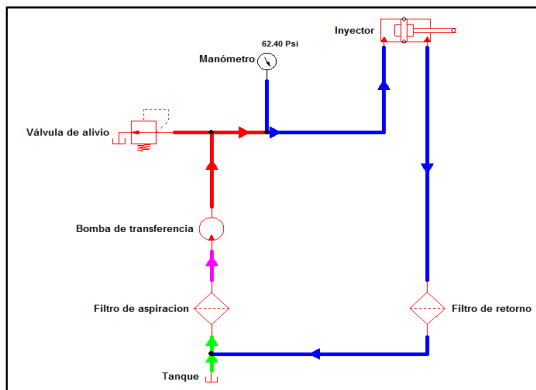 Inyector
62.40 Psi
Manómetro
Válvula de alivio
Bomba de transferencia
Filtro de aspiracion
Filtro de retorno
Tanque